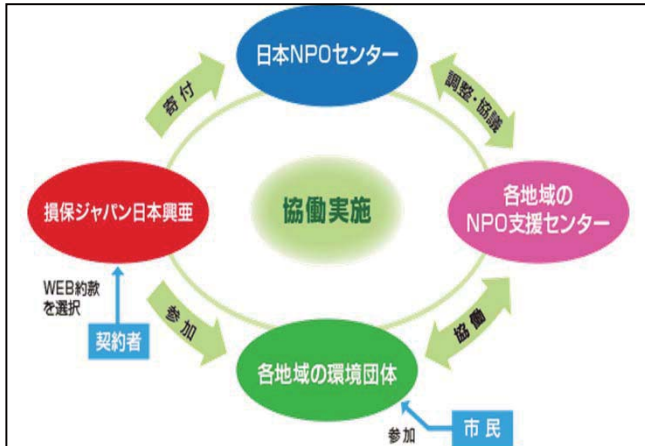 日本NPOセンター
寄付
調整・協議
損保ジャパン日本興亜
協働実施
各地域の
NPO支援センター
WEB約款
を選択
契約者
参加
協働
各地域の環境団体
参加
市民